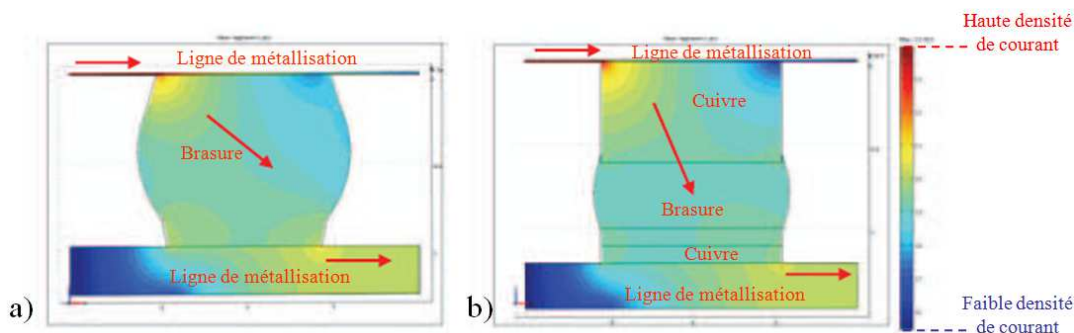 Ligne de métallisation
Brasure
Ligne de métallisation
a)
Ligne de métallisation
Cuivre
Brasure
Cuivre
Ligne de métallisation
b)
Haute densité
de courant
Faible densité
de courant